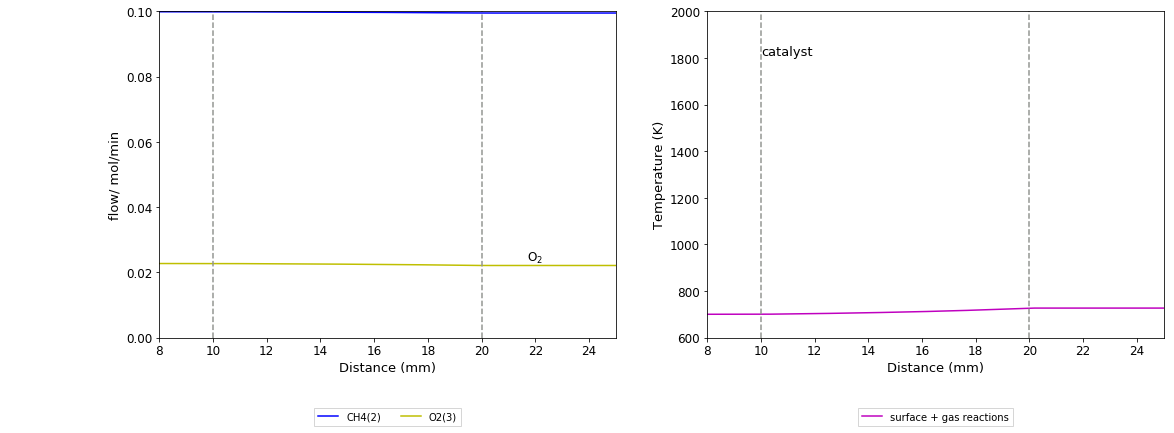 0.10
0.08
0.06
0.04
0.02
0.00
flow/ mol/min
O₂
8 10 12 14 16 18 20 22 24
Distance (mm)
CH4(2) O2(3)
2000
1800
1600
1400
1200
1000
800
600
Temperature (K)
catalyst
8 10 12 14 16 18 20 22 24
Distance (mm)
surface + gas reactions